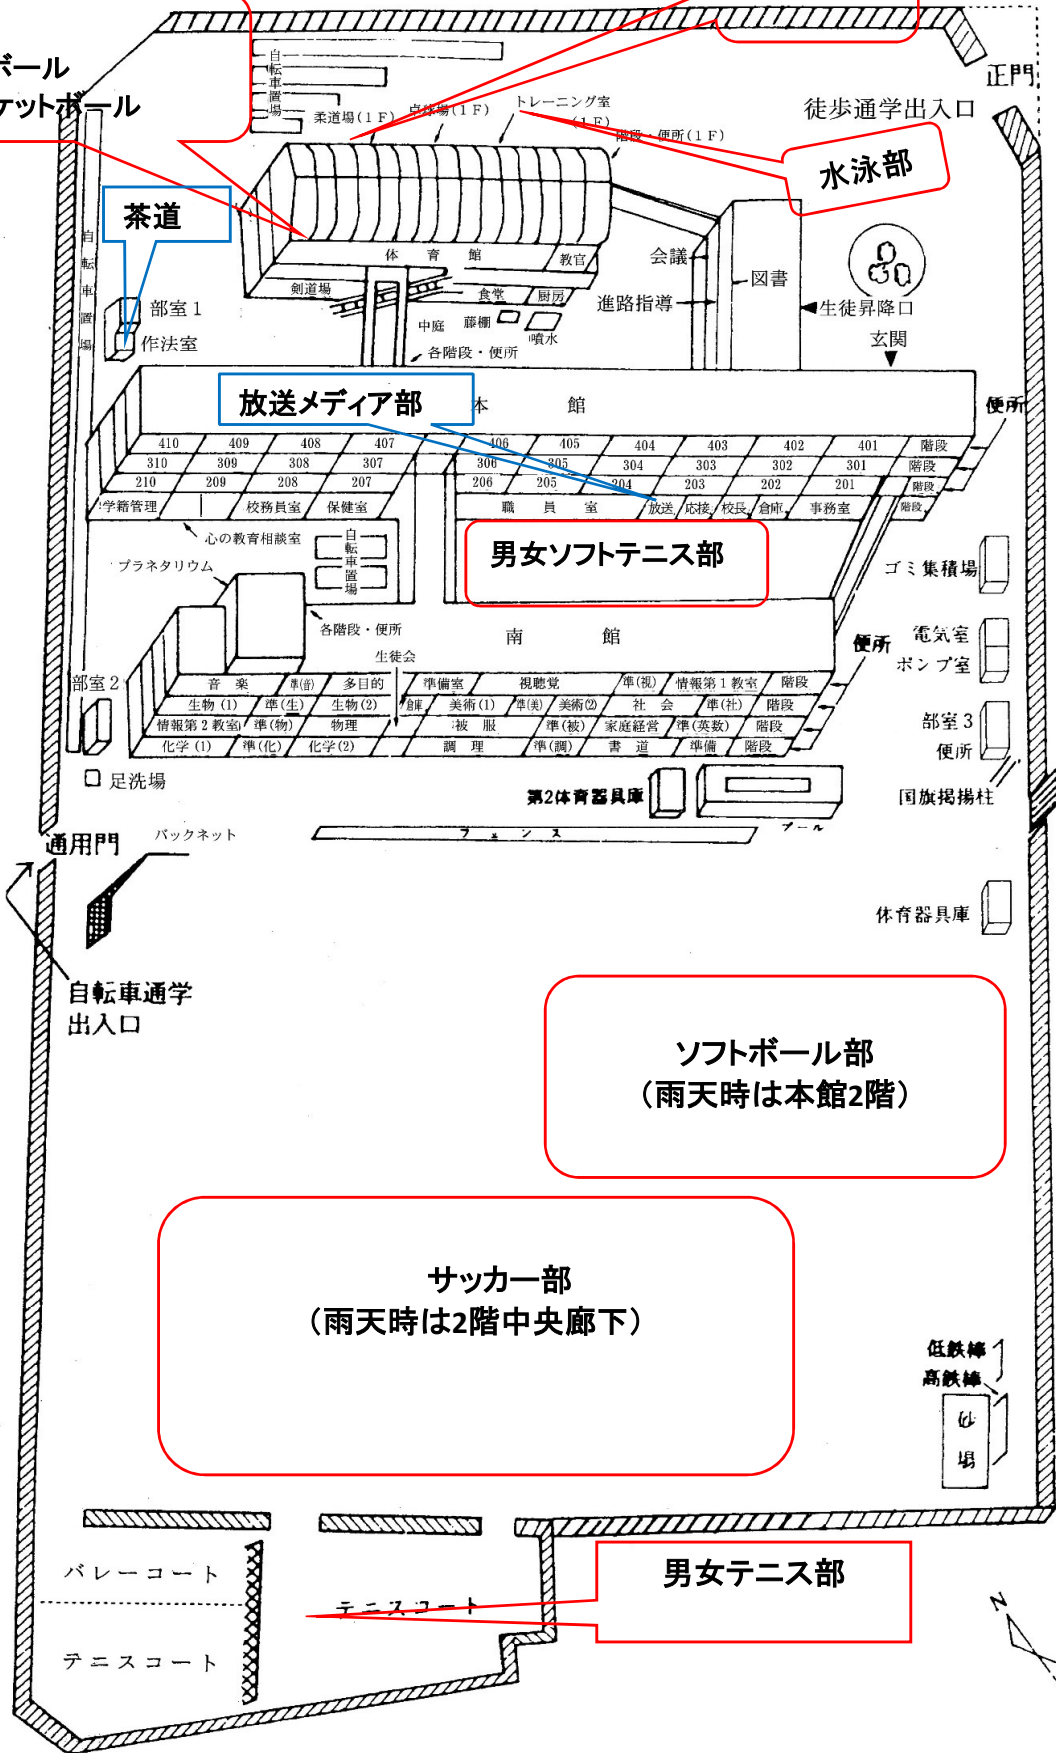 ボール
ケットボール
自転車置場
柔道場(1F)
卓球場(1F)
トレーニング室
(1F)
階段・便所(1F)
正門
徒歩通学出入口
水泳部
茶道
自転車置場
体育館
教官
剣道場
食堂
厨房
会議
図書
進路指導
生徒昇降口
玄関
部室1
作法室
中庭
藤棚
噴水
各階段・便所
放送メディア部
本館
便所
410 409 408 407 406 405 404 403 402 401 階段
310 309 308 307 306 305 304 303 302 301 階段
210 209 208 207 206 205 204 203 202 201 階段
学籍管理 校務員室 保健室 職員室 放送 応接 校長 倉庫 事務室 階段
心の教育相談室
自転車置場
男女ソフトテニス部
プラネタリウム
ゴミ集積場
各階段・便所
南館
生徒会
便所
電気室
ポンプ室
部室2
音楽 準(音) 多目的 準備室 視聴覚 準(視) 情報第1教室 階段
生物(1) 準(生) 生物(2) 倉庫 美術(1) 準(美) 美術(2) 社会 準(社) 階段
情報第2教室 準(物) 物理 被服 準(被) 家庭経営 準(英数) 階段
化学(1) 準(化) 化学(2) 調理 準(調) 書道 準備 階段
部室3
便所
足洗場
第2体育器具庫
プール
国旗掲揚柱
フェンス
通用門
バックネット
体育器具庫
自転車通学
出入口
ソフトボール部
(雨天時は本館2階)
サッカー部
(雨天時は2階中央廊下)
低鉄棒
高鉄棒
砂場
バレーコート
テニスコート
男女テニス部
テニスコート
N